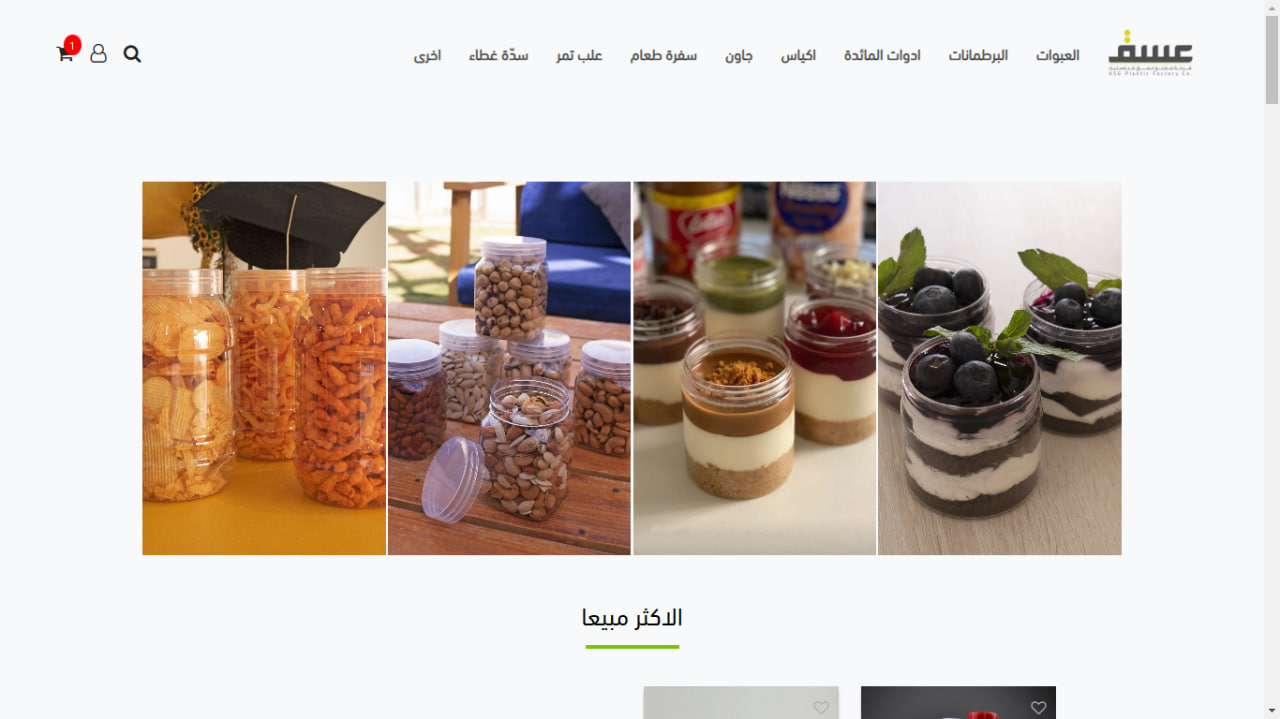 عسق
ASG Plastic Factory Co.
العبوات
البرطمانات
ادوات المائدة
اكياس
جاون
سفرة طعام
علب تمر
سدّة غطاء
اخرى
1
Lotus
الاكثر مبيعا